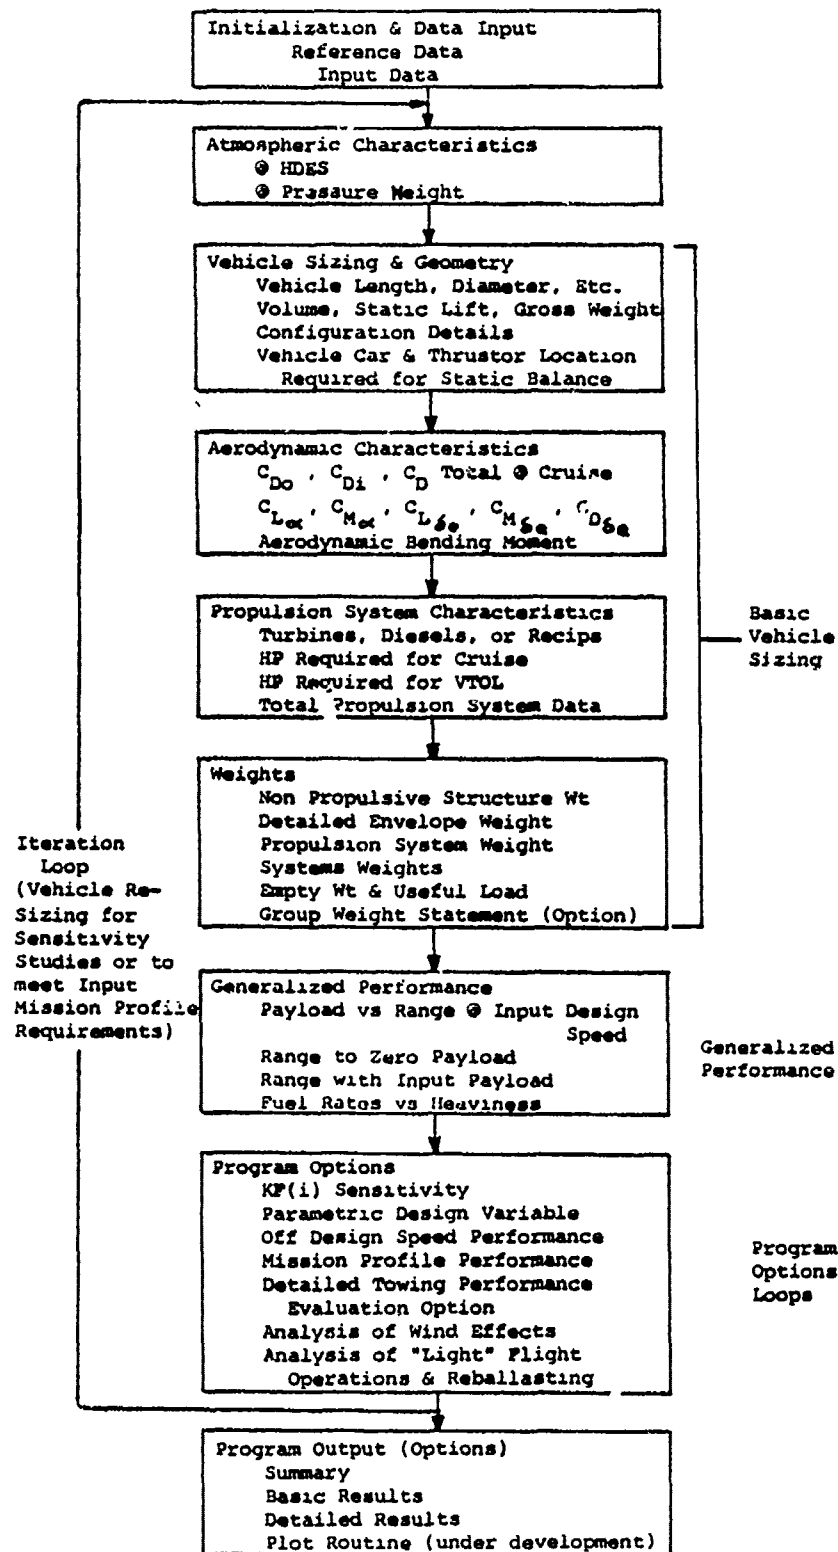 Initialization & Data Input
Reference Data
Input Data
Atmospheric Characteristics
@ HDES
@ Prassure Weight
Vehicle Sizing & Geometry
Vehicle Length, Diameter, Etc.
Volume, Static Lift, Gross Weight
Configuration Details
Vehicle Car & Thrustor Location
Required for Static Balance
Aerodynamic Characteristics
C_Do , C_Di , C_D Total @ Cruise
C_L∝ , C_M∝ , C_Lδe , C_Mδe , C_Dδe
Aerodynamic Bending Moment
Propulsion System Characteristics
Turbines, Diesels, or Recips
HP Required for Cruise
HP Required for VTOL
Total Propulsion System Data
Basic
Vehicle
Sizing
Weights
Non Propulsive Structure Wt
Detailed Envelope Weight
Propulsion System Weight
Systems Weights
Empty Wt & Useful Load
Group Weight Statement (Option)
Iteration
Loop
(Vehicle Re-
Sizing for
Sensitivity
Studies or to
meet Input
Mission Profile
Requirements)
Generalized Performance
Payload vs Range @ Input Design
Speed
Range to Zero Payload
Range with Input Payload
Fuel Rates vs Heaviness
Generalized
Performance
Program Options
KF(i) Sensitivity
Parametric Design Variable
Off Design Speed Performance
Mission Profile Performance
Detailed Towing Performance
Evaluation Option
Analysis of Wind Effects
Analysis of "Light" Flight
Operations & Reballasting
Program
Options
Loops
Program Output (Options)
Summary
Basic Results
Detailed Results
Plot Routine (under development)